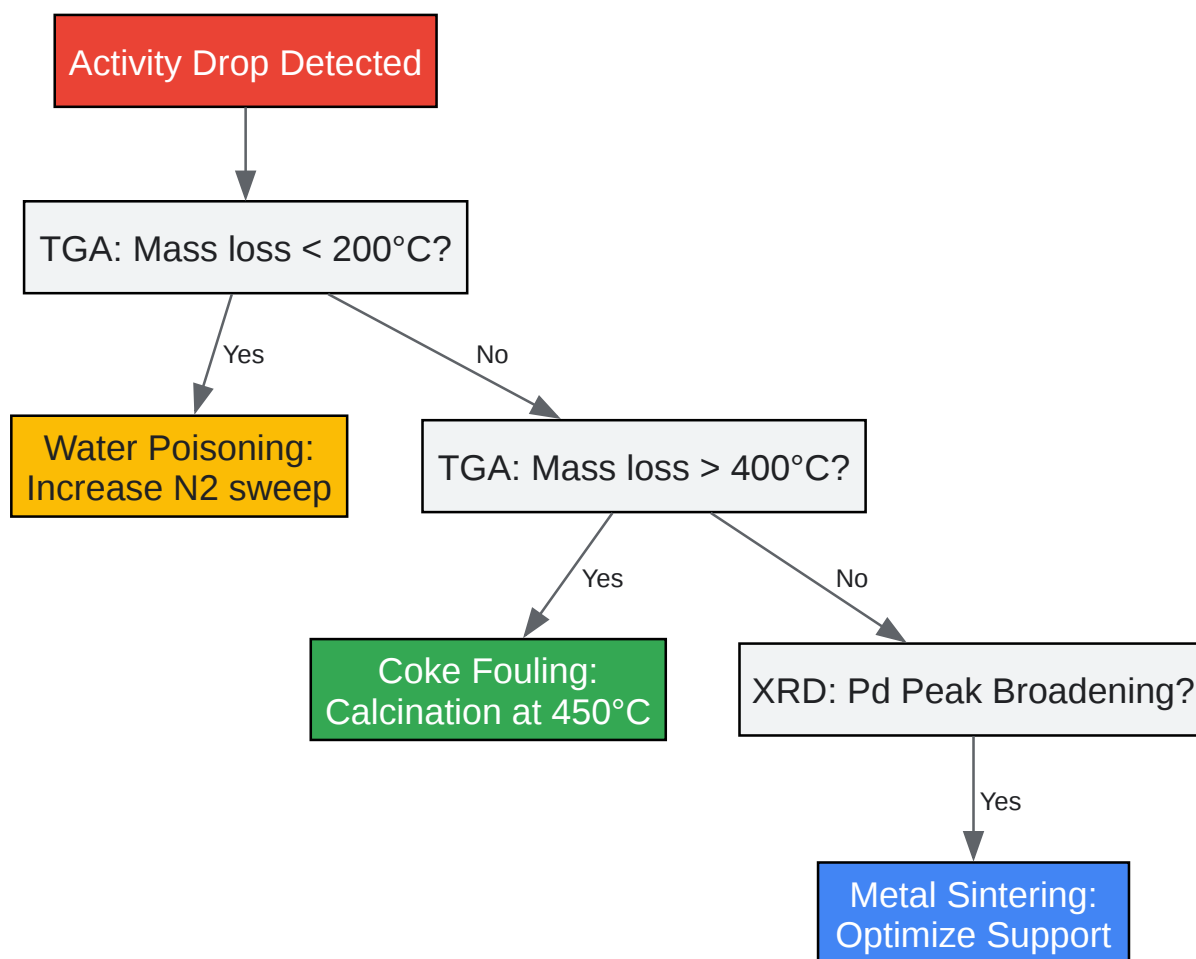 Activity Drop Detected
TGA: Mass loss < 200°C?
Yes
No
Water Poisoning:
Increase N2 sweep
TGA: Mass loss > 400°C?
Yes
No
Coke Fouling:
Calcination at 450°C
XRD: Pd Peak Broadening?
Yes
Metal Sintering:
Optimize Support